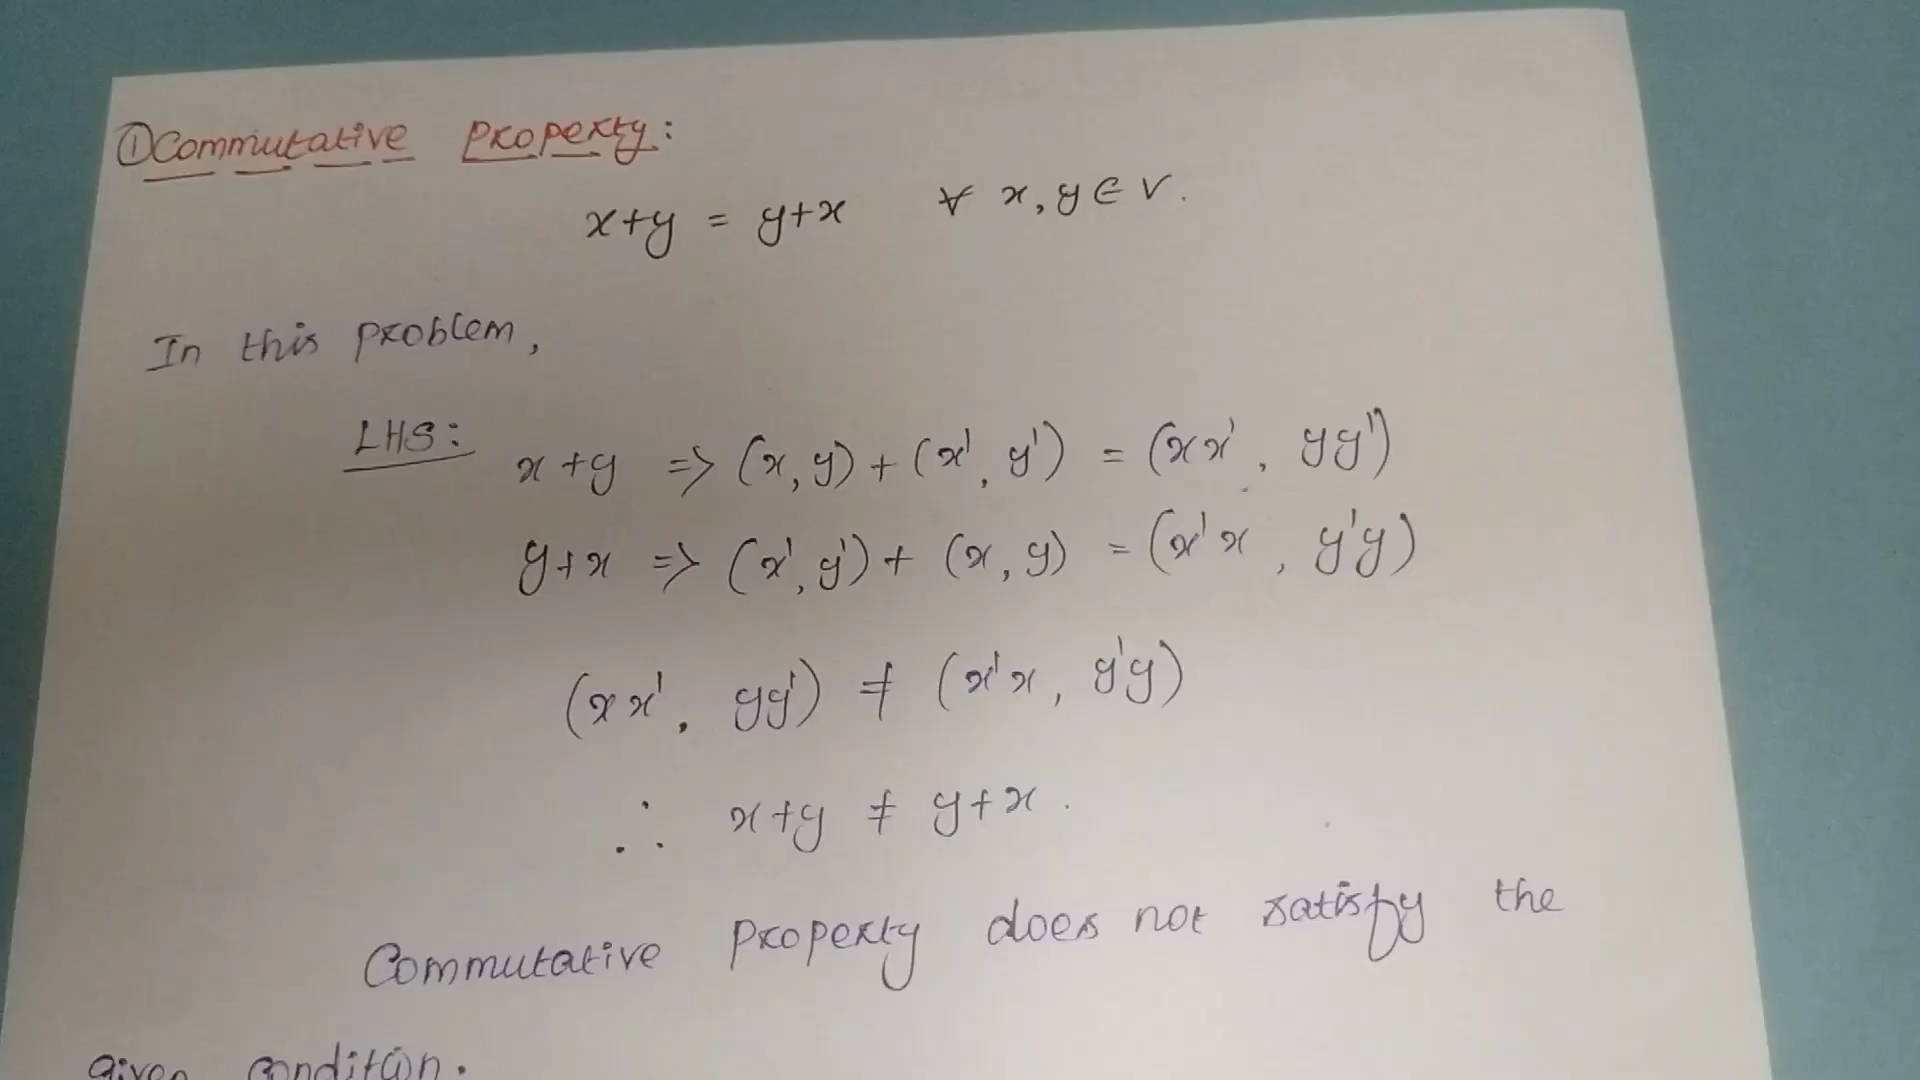 ① Commutative Property:
x+y = y+x ∀ x, y ∈ V.
In this problem,
LHS: x+y => (x, y) + (x', y') = (xx', yy')
y+x => (x', y') + (x, y) = (x'x, y'y)
(xx', yy') ≠ (x'x, y'y)
∴ x+y ≠ y+x.
Commutative Property does not satisfy the
given condition.